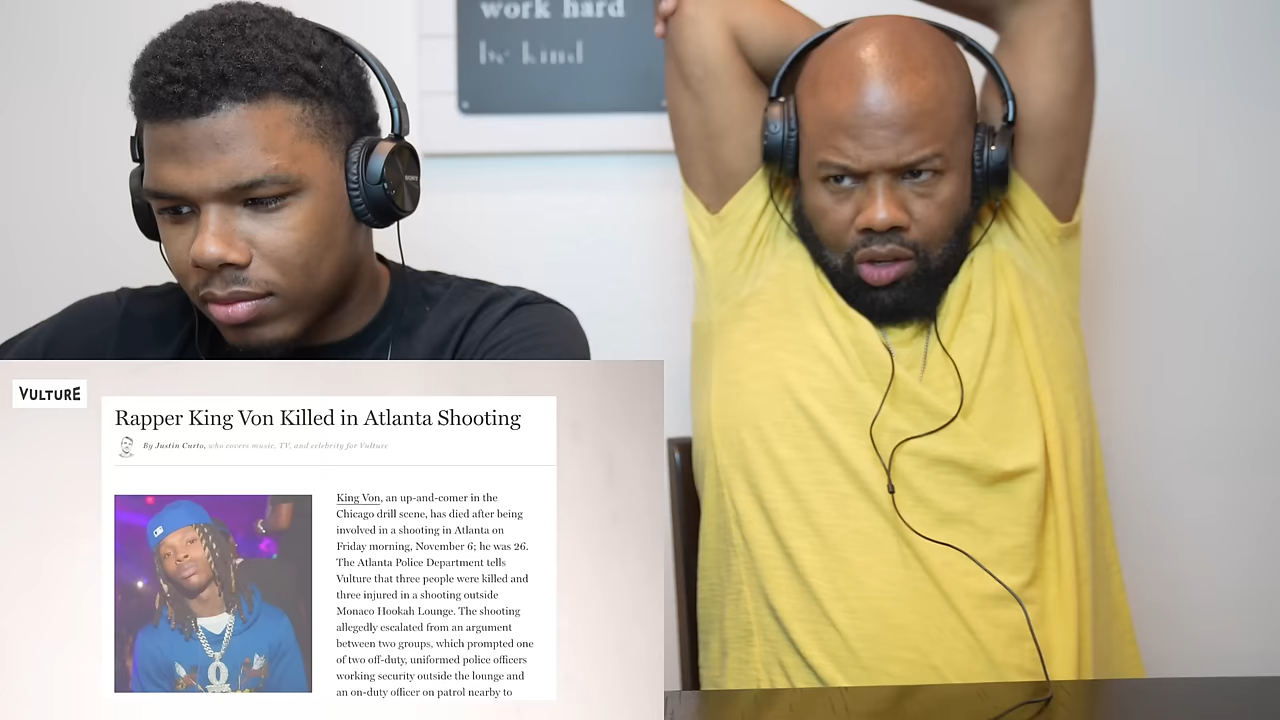 work hard
be kind
SONY
VULTURE
Rapper King Von Killed in Atlanta Shooting
By Justin Curto, who covers music, TV, and celebrity for Vulture
King Von, an up-and-comer in the
Chicago drill scene, has died after being
involved in a shooting in Atlanta on
Friday morning, November 6; he was 26.
The Atlanta Police Department tells
Vulture that three people were killed and
three injured in a shooting outside
Monaco Hookah Lounge. The shooting
allegedly escalated from an argument
between two groups, which prompted one
of two off-duty, uniformed police officers
working security outside the lounge and
an on-duty officer on patrol nearby to